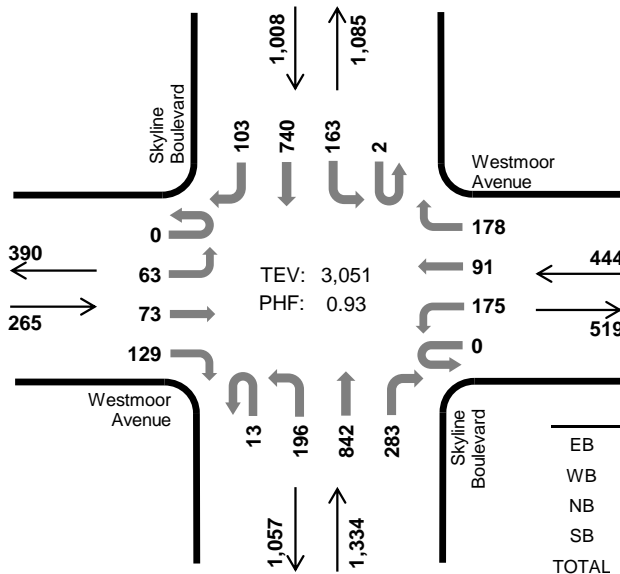 1,008
1,085
Skyline
Boulevard
103
740
163
2
Westmoor
Avenue
0
178
390
63
TEV: 3,051
91
444
265
73
PHF: 0.93
175
519
129
0
Westmoor
Avenue
13
196
842
283
Skyline
Boulevard
EB
WB
NB
SB
TOTAL
1,057
1,334